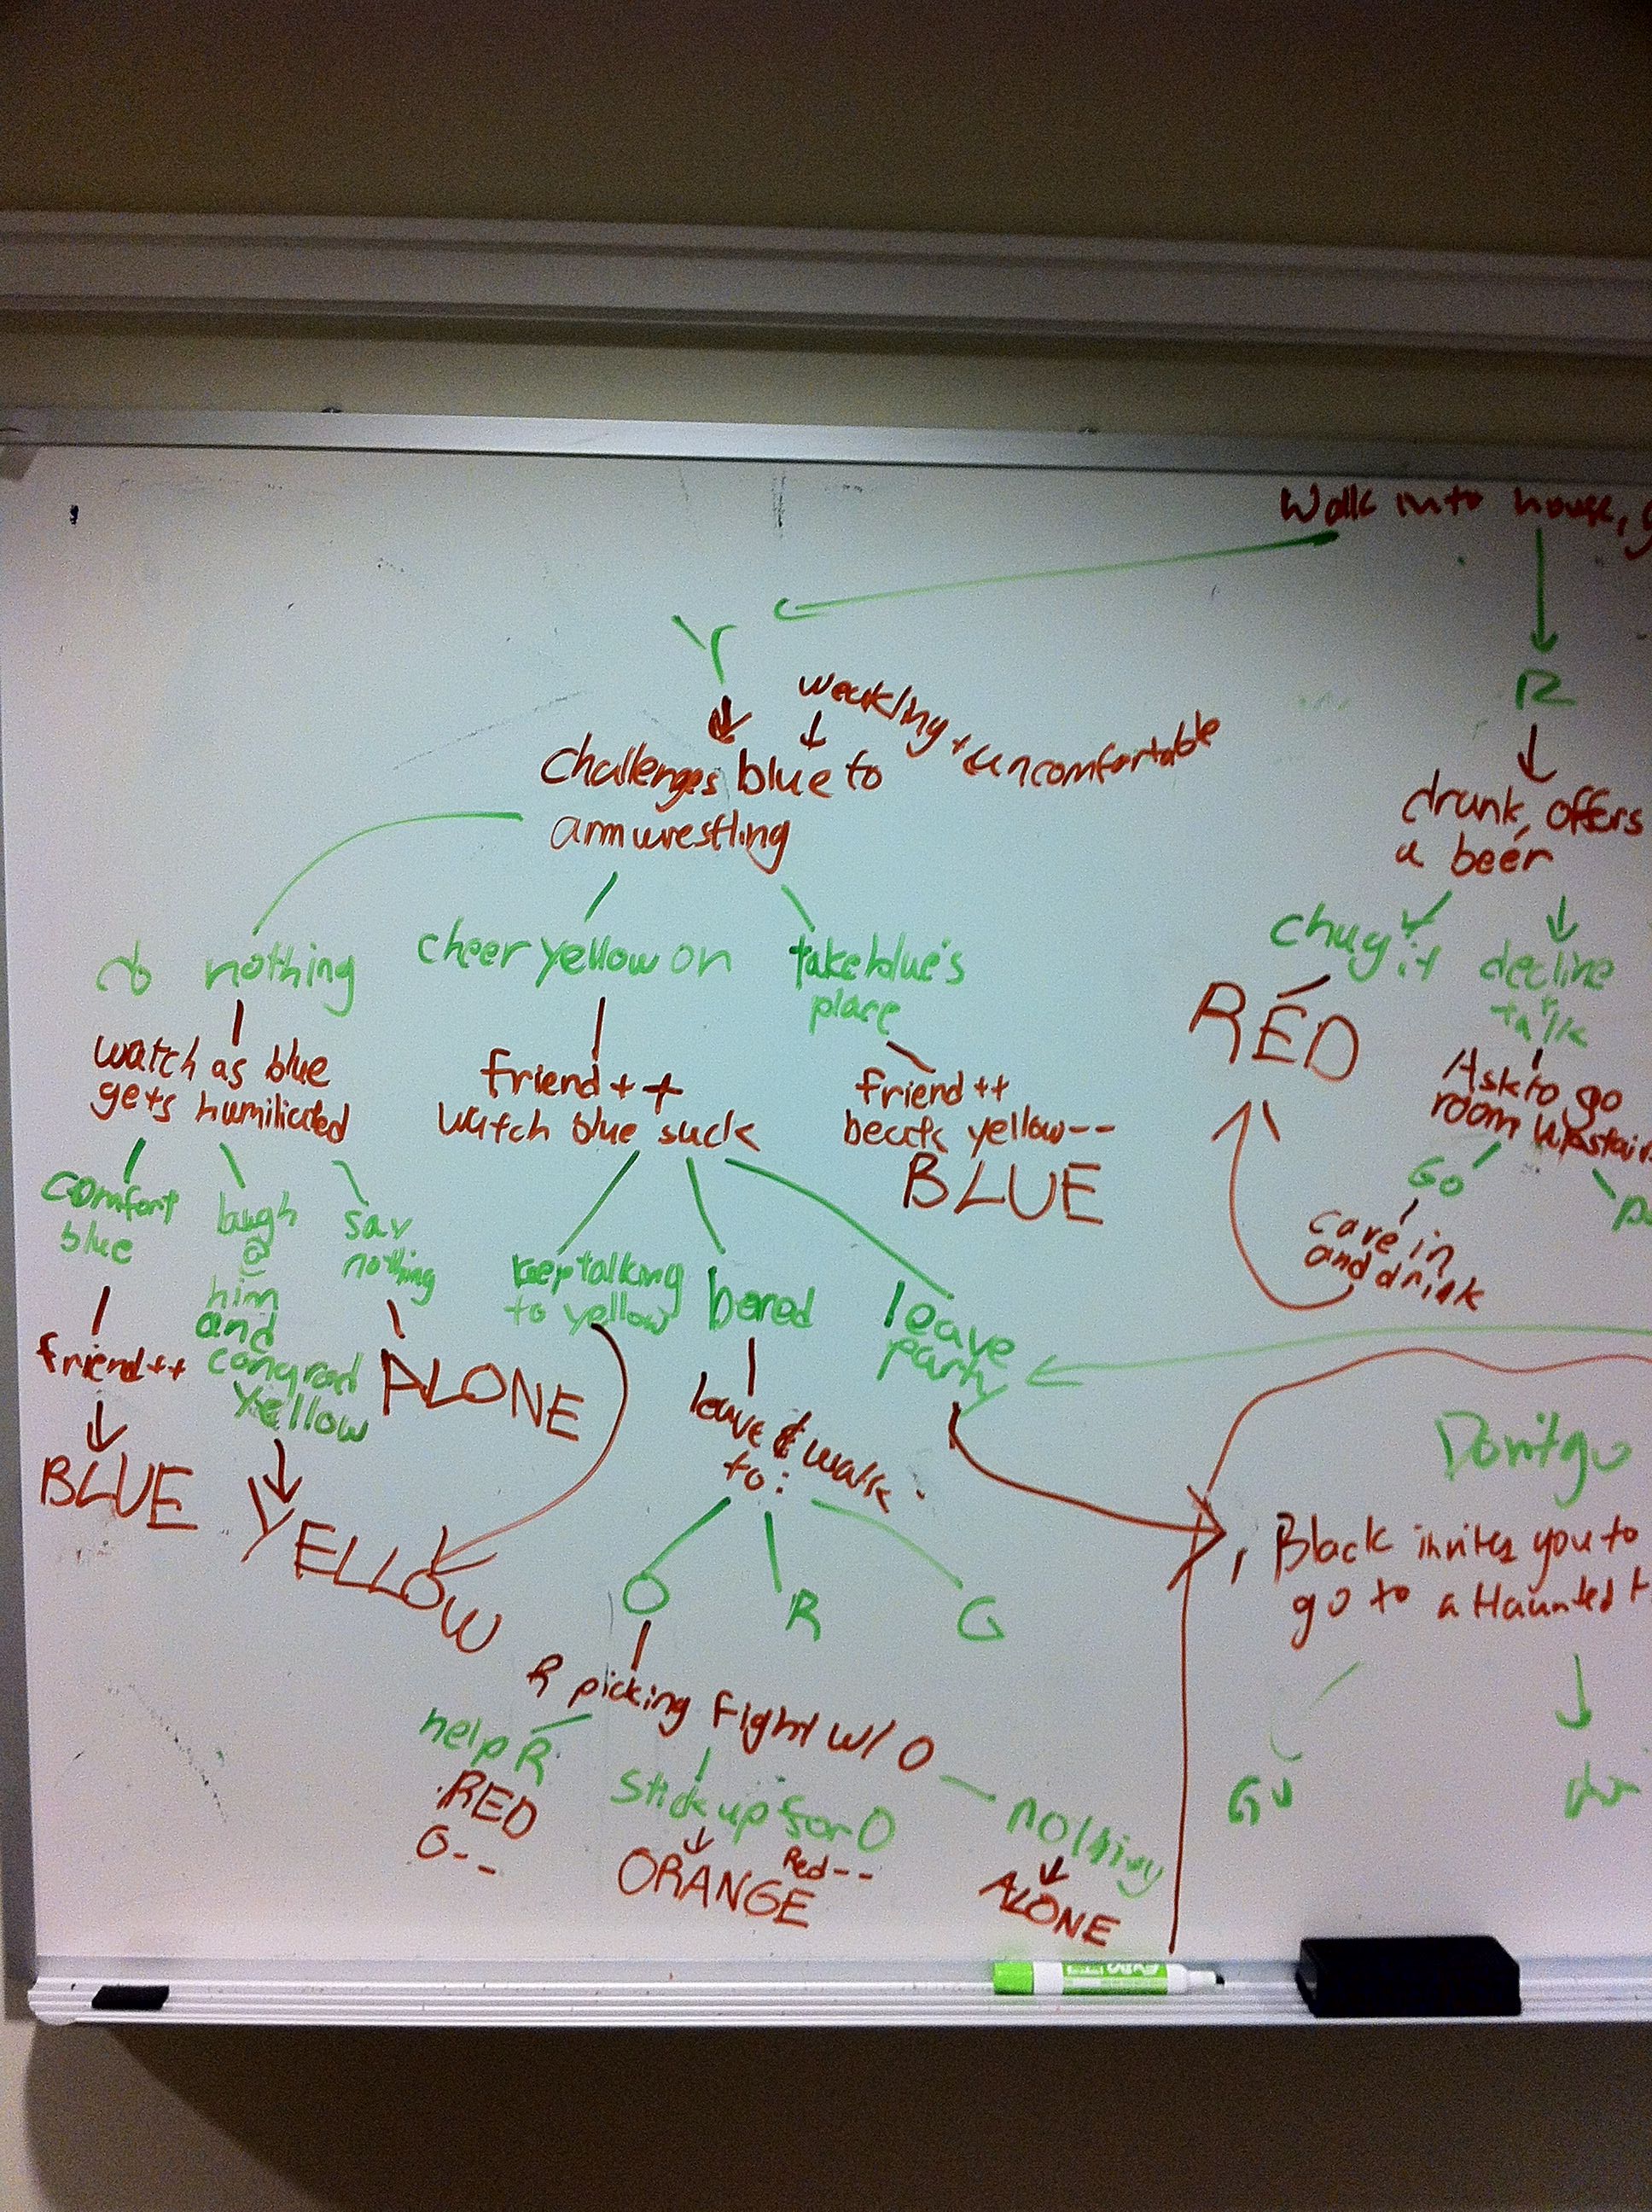 Walk into house, g
Y
R
weakling + uncomfortable
Challenges blue to
arm wrestling
drunk, offers
a beer
do nothing
cheer yellow on
take blue's
place
chug it
decline
talk
RED
watch as blue
gets humiliated
friend++
watch blue suck
friend++
beats yellow--
BLUE
Ask to go
room upstairs
Go
cave in
and drink
comfort
blue
laugh
@
him
and
congrad
yellow
say
nothing
keep talking
to yellow
bored
leave
party
friend++
BLUE
YELLOW
ALONE
leave & walk
to:
O
R
G
Don't go
Black invites you to
go to a Haunted H
R picking fight w/ O
help R
RED
O--
Stick up for O
Red--
ORANGE
nothing
ALONE
Go
EXPO